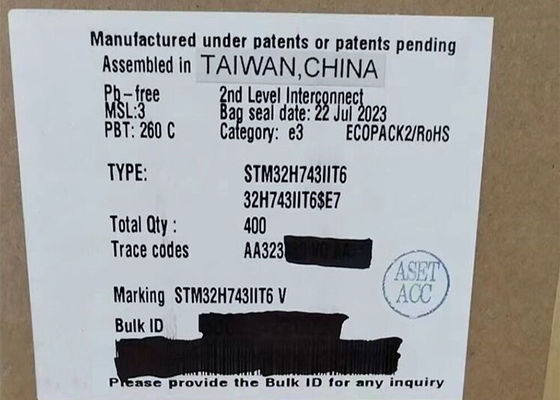 Manufactured under patents or patents pending
Assembled in TAIWAN,CHINA
Pb-free 2nd Level Interconnect
MSL:3 Bag seal date: 22 Jul 2023
PBT: 260 C Category: e3 ECOPACK2/RoHS
TYPE: STM32H743IIT6
32H743IIT6$E7
Total Qty : 400
Trace codes AA323
ASET
ACC
Marking STM32H743IIT6 V
Bulk ID
Please provide the Bulk ID for any inquiry